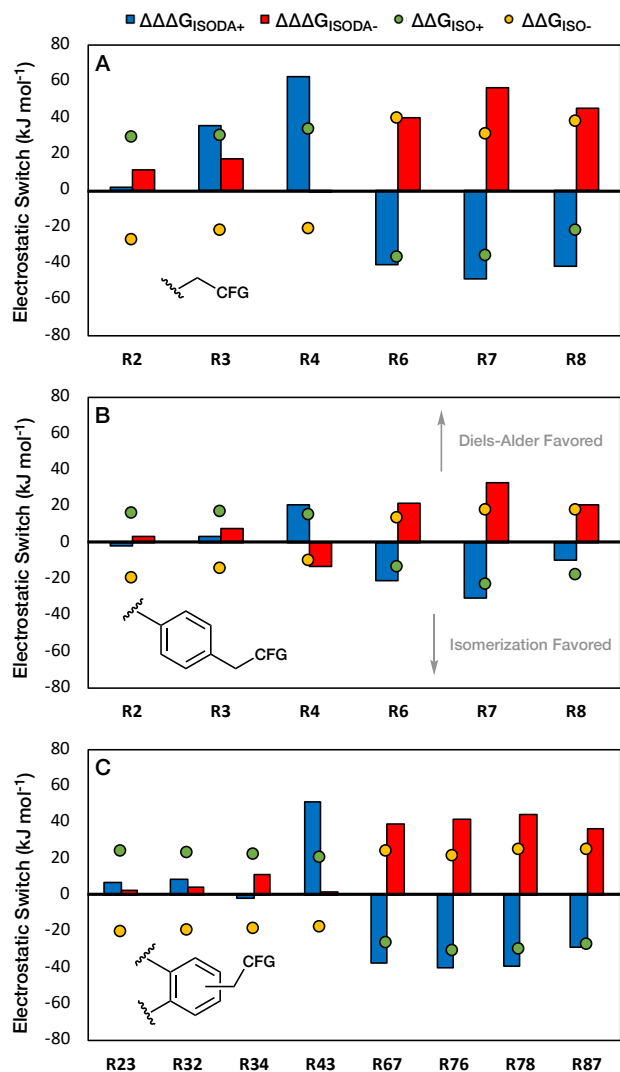 ΔΔΔG_ISODA+ ΔΔΔG_ISODA- ΔΔG_ISO+ ΔΔG_ISO-
Electrostatic Switch (kJ mol⁻¹)
80
60
40
20
0
-20
-40
-60
-80
A
CFG
R2 R3 R4 R6 R7 R8
Electrostatic Switch (kJ mol⁻¹)
80
60
40
20
0
-20
-40
-60
-80
B
Diels-Alder Favored
Isomerization Favored
CFG
R2 R3 R4 R6 R7 R8
Electrostatic Switch (kJ mol⁻¹)
80
60
40
20
0
-20
-40
-60
-80
C
CFG
R23 R32 R34 R43 R67 R76 R78 R87